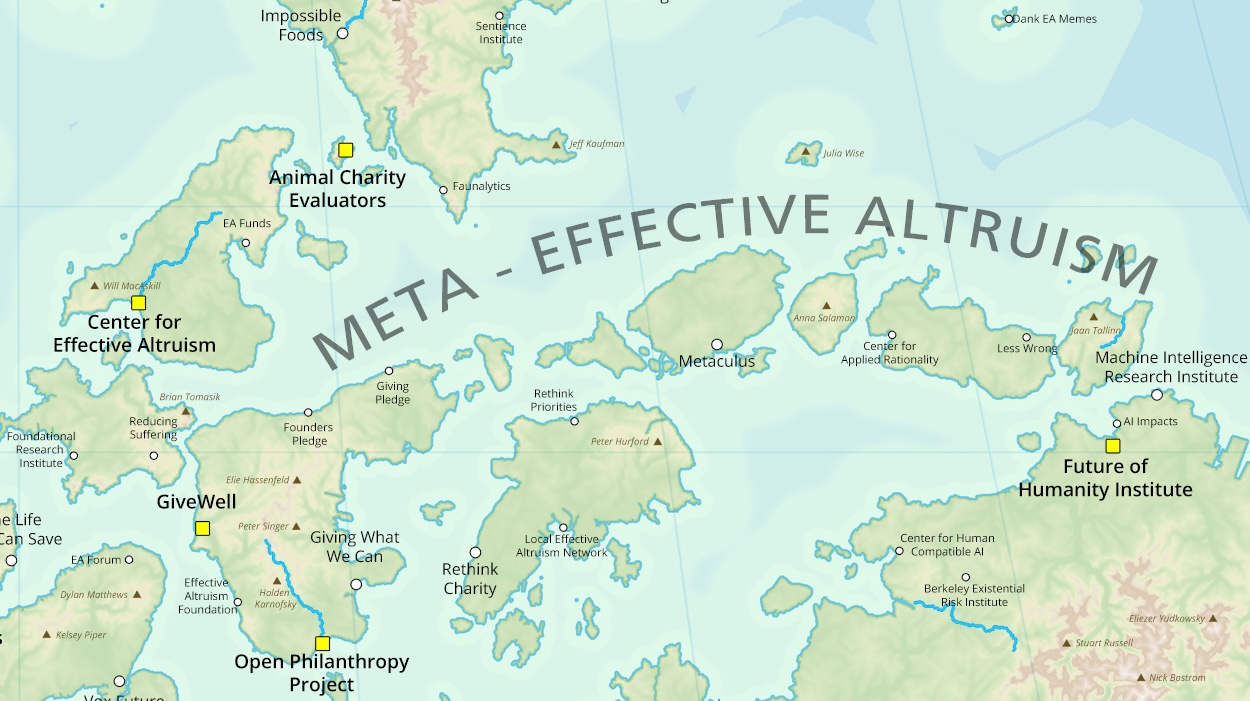 Impossible
Foods
Sentience
Institute
Dank EA Memes
Jeff Kaufman
Julia Wise
Animal Charity
Evaluators
Faunalytics
EA Funds
META - EFFECTIVE ALTRUISM
Will MacAskill
Center for
Effective Altruism
Anna Salamon
Jaan Tallinn
Center for
Applied Rationality
Less Wrong
Metaculus
Machine Intelligence
Research Institute
Giving
Pledge
Brian Tomasik
Rethink
Priorities
Founders
Pledge
Reducing
Suffering
Foundational
Research
Institute
Peter Hurford
AI Impacts
Future of
Humanity Institute
Elie Hassenfeld
GiveWell
Peter Singer
Giving What
We Can
Life
Can Save
Local Effective
Altruism Network
Center for Human
Compatible AI
EA Forum
Rethink
Charity
Effective
Altruism
Foundation
Holden
Karnofsky
Dylan Matthews
Berkeley Existential
Risk Institute
Eliezer Yudkowsky
Kelsey Piper
Stuart Russell
Open Philanthropy
Project
Nick Bostrom
Vox Future